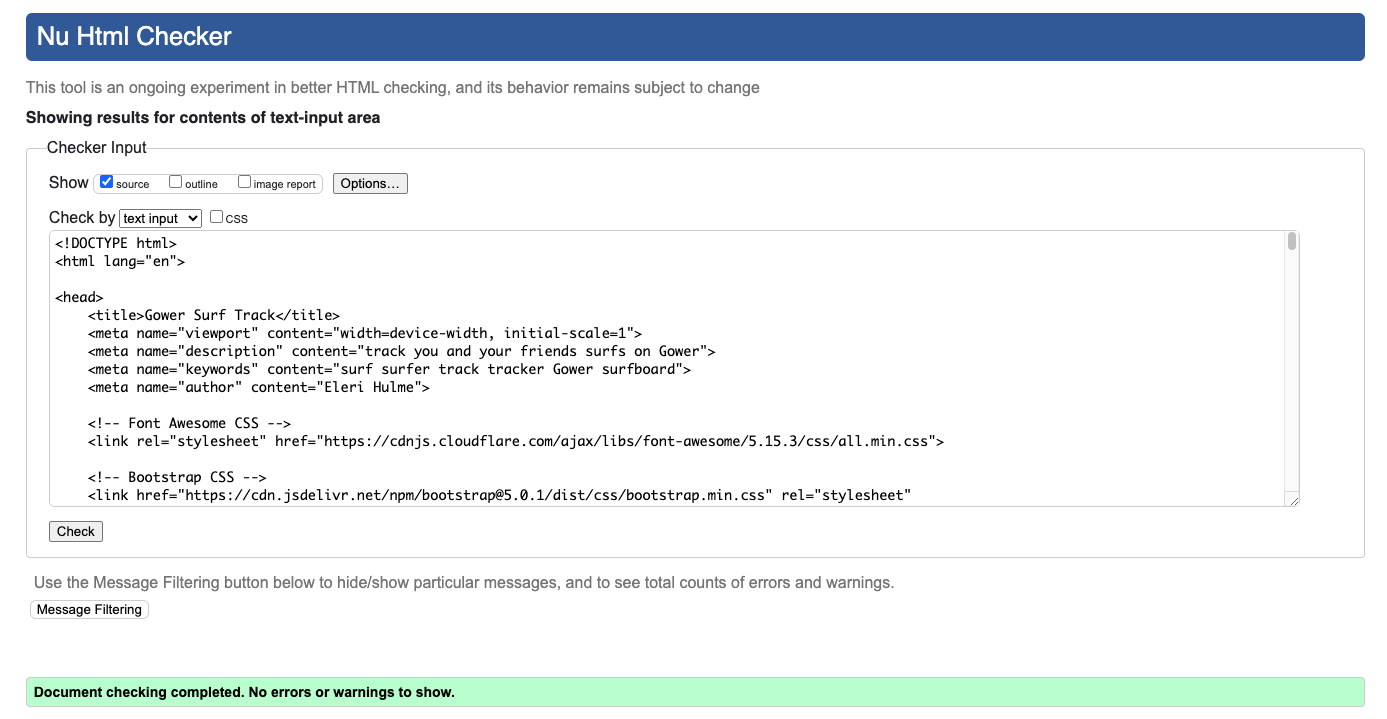 Nu Html Checker
This tool is an ongoing experiment in better HTML checking, and its behavior remains subject to change
Showing results for contents of text-input area
Checker Input
Show source outline image report Options...
Check by text input css
<!DOCTYPE html>
<html lang="en">
<head>
<title>Gower Surf Track</title>
<meta name="viewport" content="width=device-width, initial-scale=1">
<meta name="description" content="track you and your friends surfs on Gower">
<meta name="keywords" content="surf surfer track tracker Gower surfboard">
<meta name="author" content="Eleri Hulme">
<!-- Font Awesome CSS -->
<link rel="stylesheet" href="https://cdnjs.cloudflare.com/ajax/libs/font-awesome/5.15.3/css/all.min.css">
<!-- Bootstrap CSS -->
<link href="https://cdn.jsdelivr.net/npm/bootstrap@5.0.1/dist/css/bootstrap.min.css" rel="stylesheet"
Check
Use the Message Filtering button below to hide/show particular messages, and to see total counts of errors and warnings.
Message Filtering
Document checking completed. No errors or warnings to show.